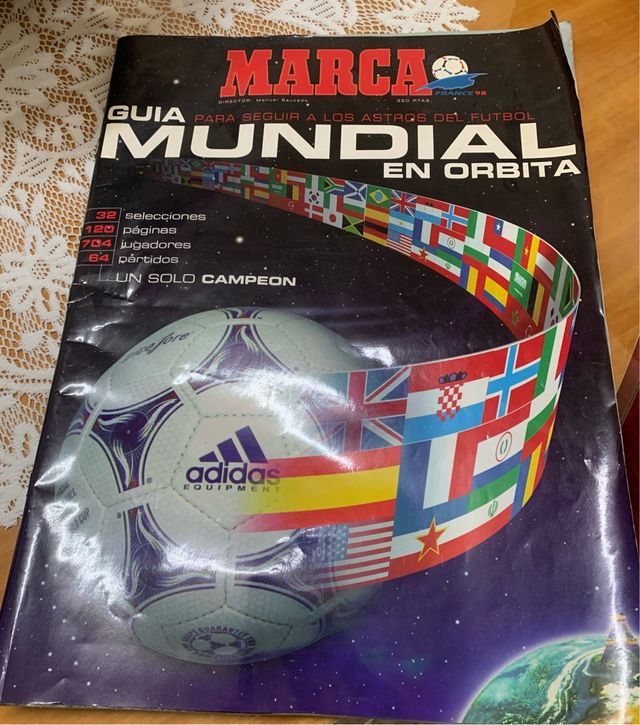 MARCA
FRANCE 98
DIRECTOR: Manuel Saucedo
350 PTAS.
GUIA PARA SEGUIR A LOS ASTROS DEL FUTBOL
MUNDIAL
EN ORBITA
32 selecciones
120 páginas
704 jugadores
64 partidos
UN SOLO CAMPEON
adidas
EQUIPMENT